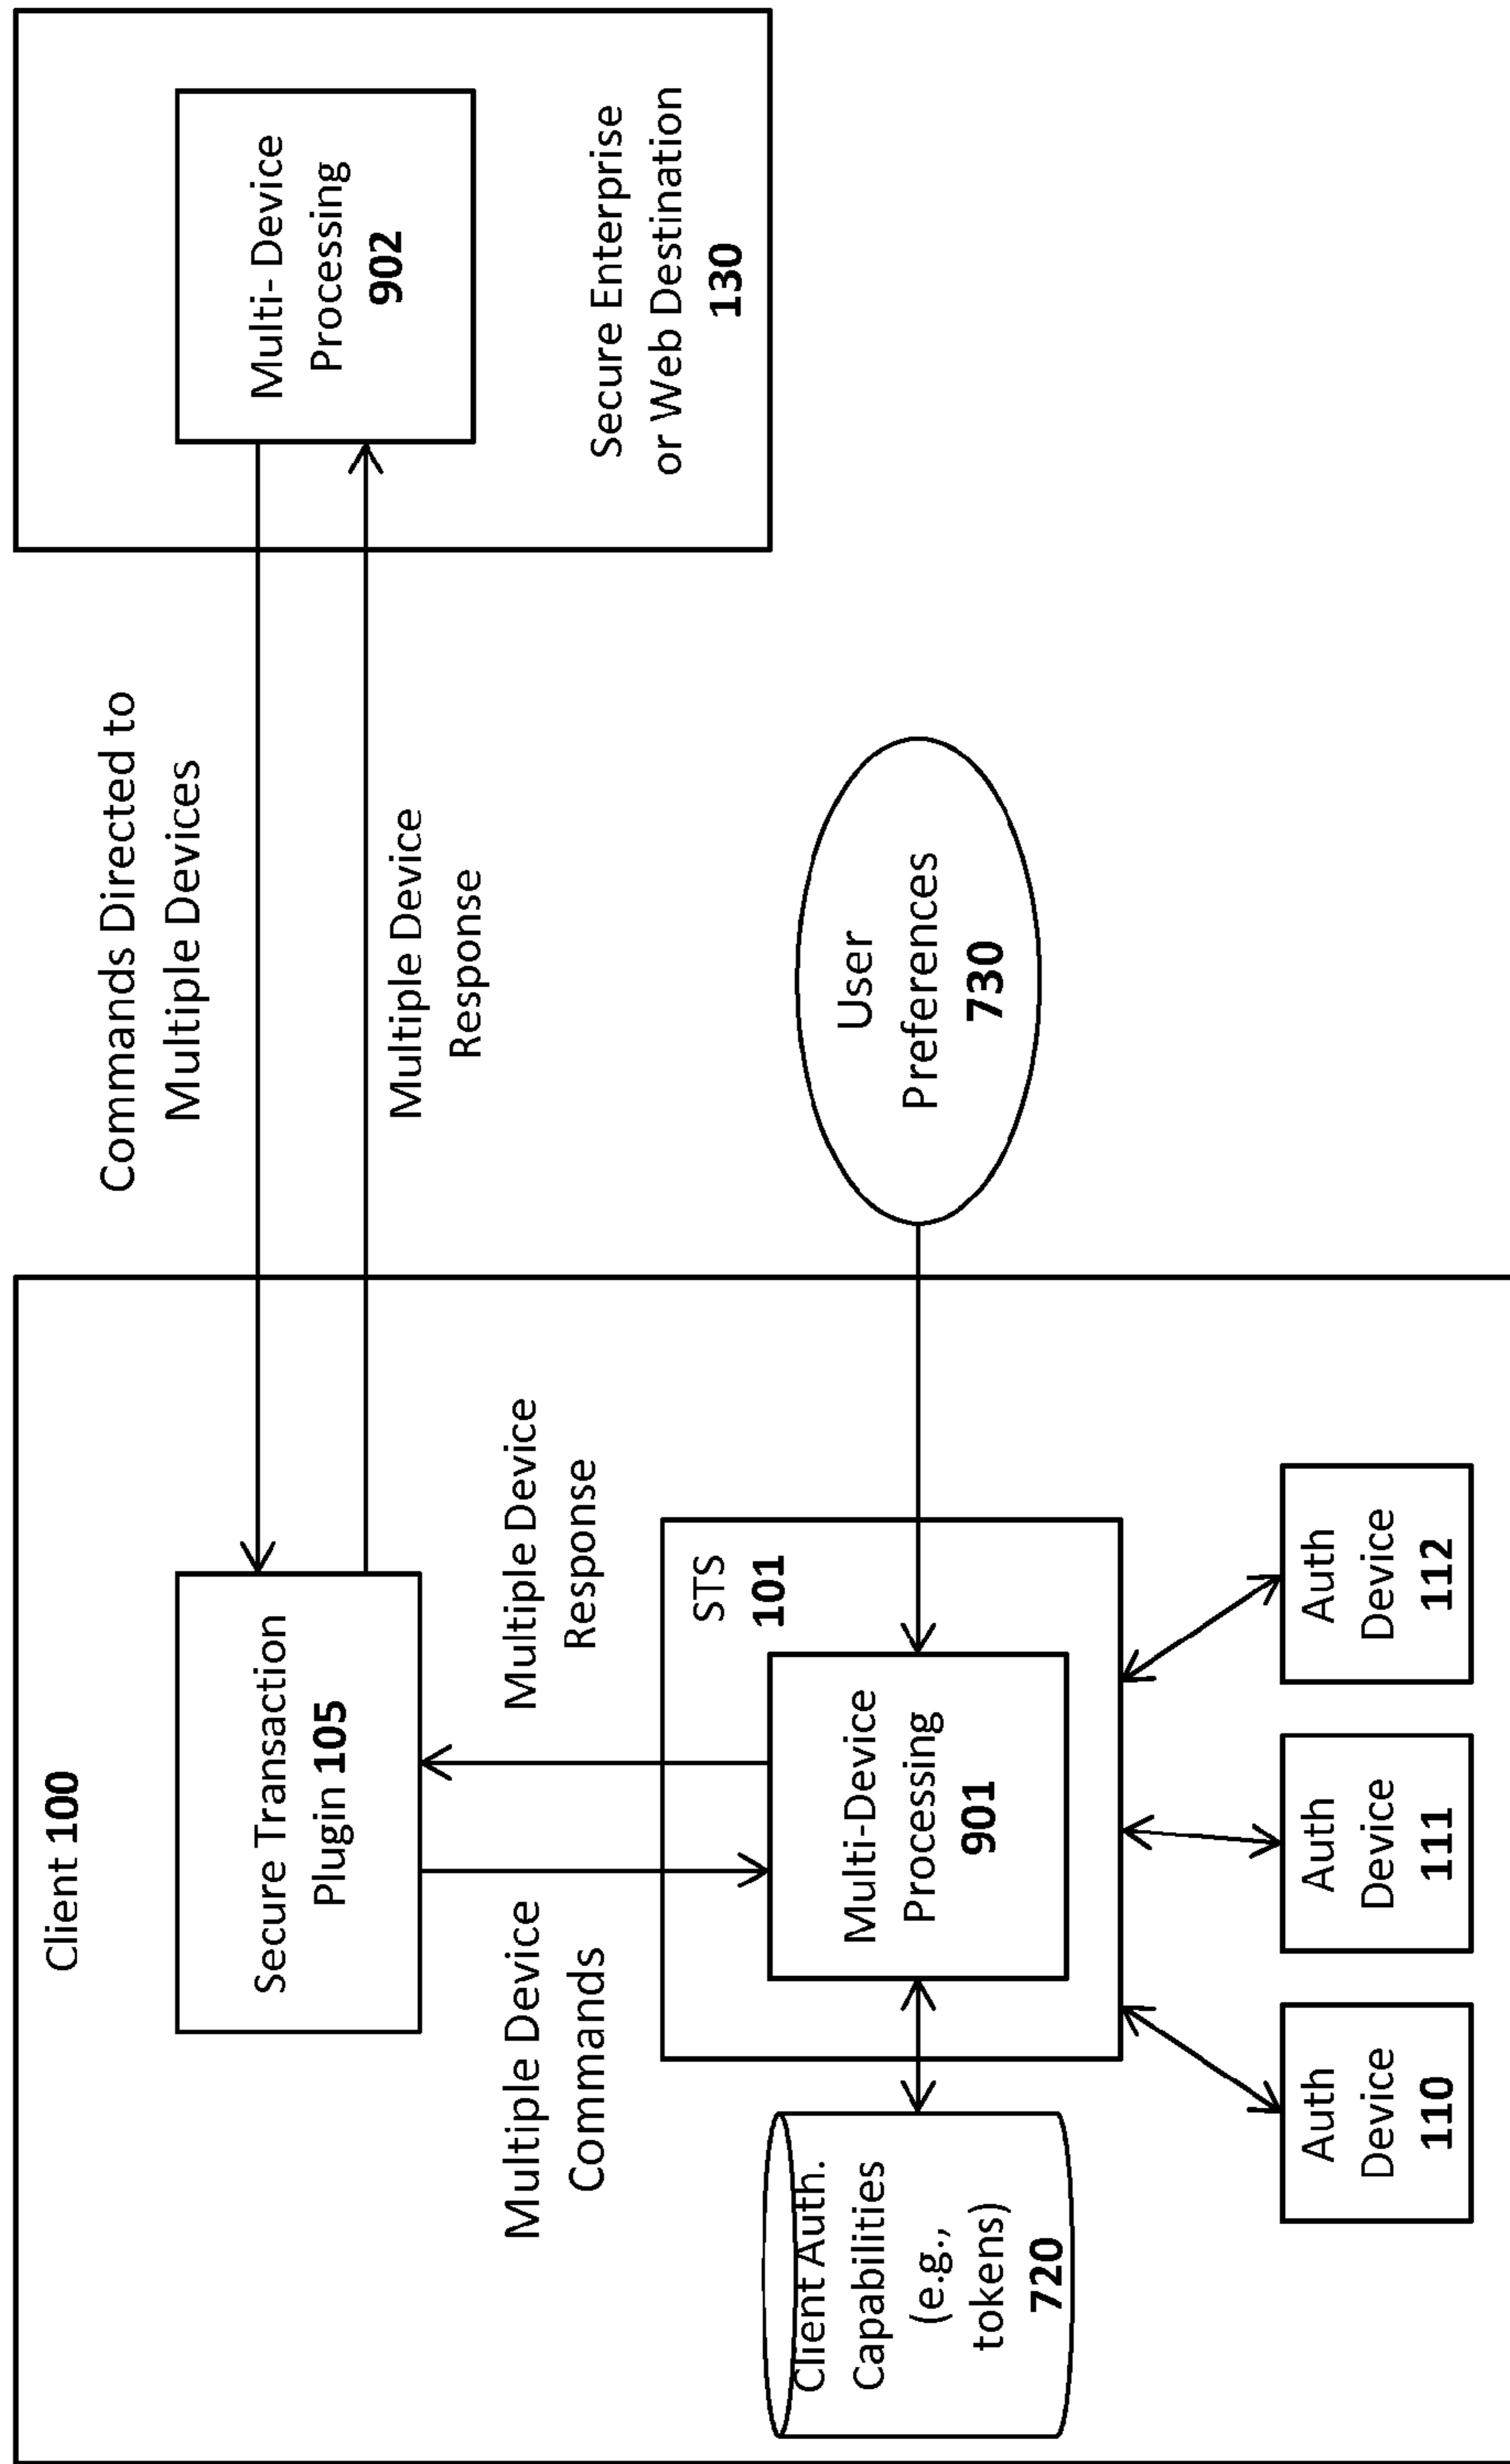 Client 100
Secure Transaction
Plugin 105
Commands Directed to
Multiple Devices
Multiple Device
Response
Multi- Device
Processing
902
Secure Enterprise
or Web Destination
130
Multiple Device
Commands
Multiple Device
Response
STS
101
Multi-Device
Processing
901
Client Auth.
Capabilities
(e.g.,
tokens)
720
User
Preferences
730
Auth
Device
110
Auth
Device
111
Auth
Device
112